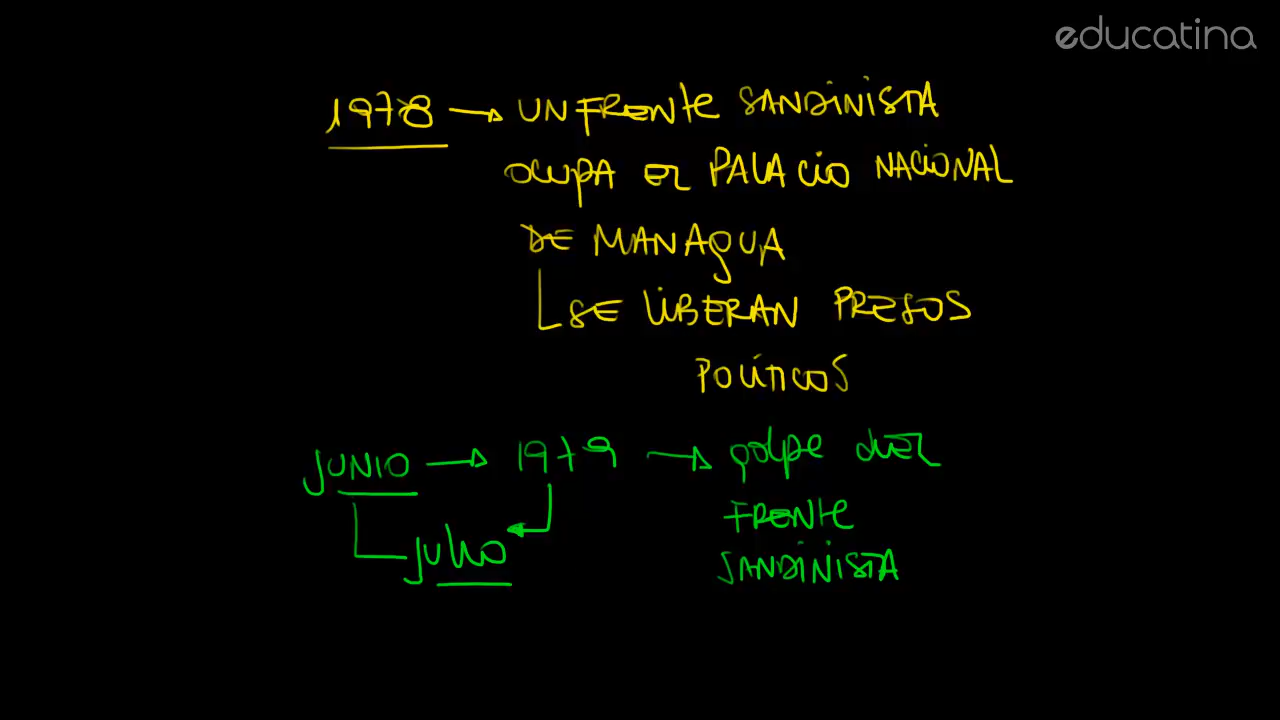 educatina
1978 → UN FRENTE SANDINISTA
OCUPA EL PALACIO NACIONAL
DE MANAGUA
SE LIBERAN PRESOS
POLÍTICOS
JUNIO → 1979 → golpe del
FRENTE
julio
SANDINISTA